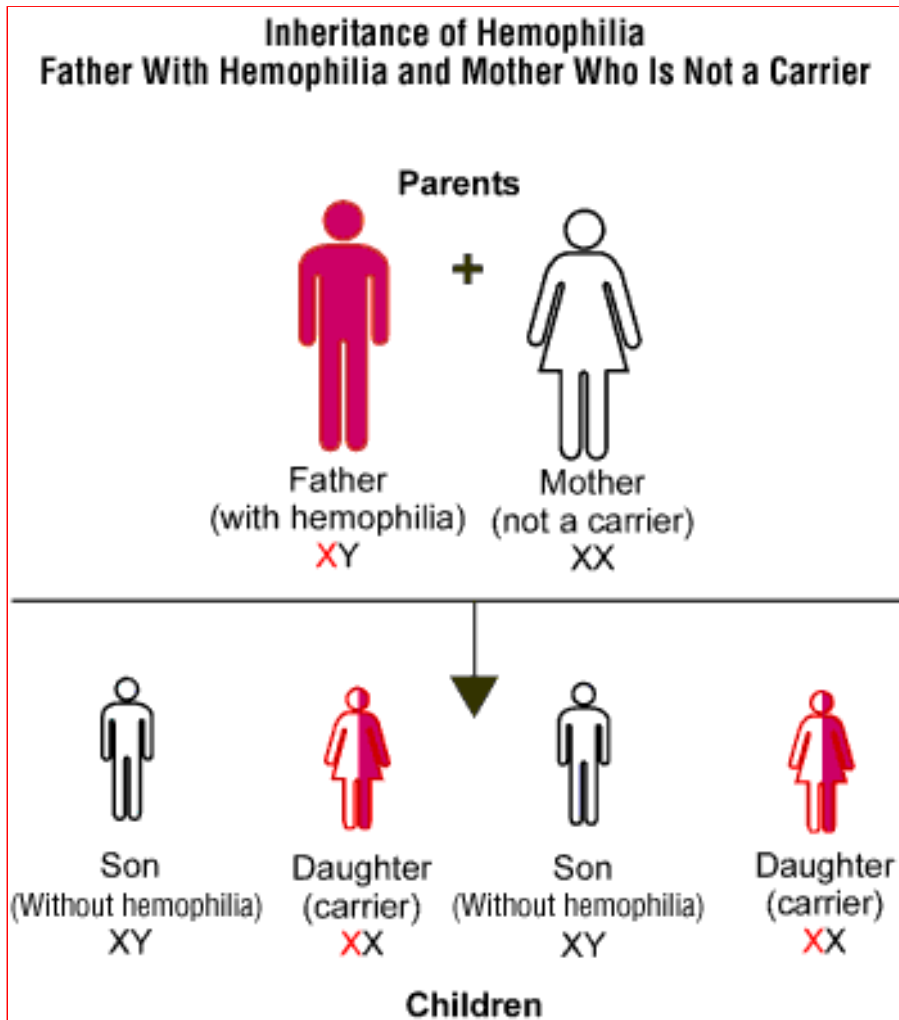 Inheritance of Hemophilia
Father With Hemophilia and Mother Who Is Not a Carrier
Parents
+
Father
(with hemophilia)
XY
Mother
(not a carrier)
XX
Son
(Without hemophilia)
XY
Daughter
(carrier)
XX
Son
(Without hemophilia)
XY
Daughter
(carrier)
XX
Children